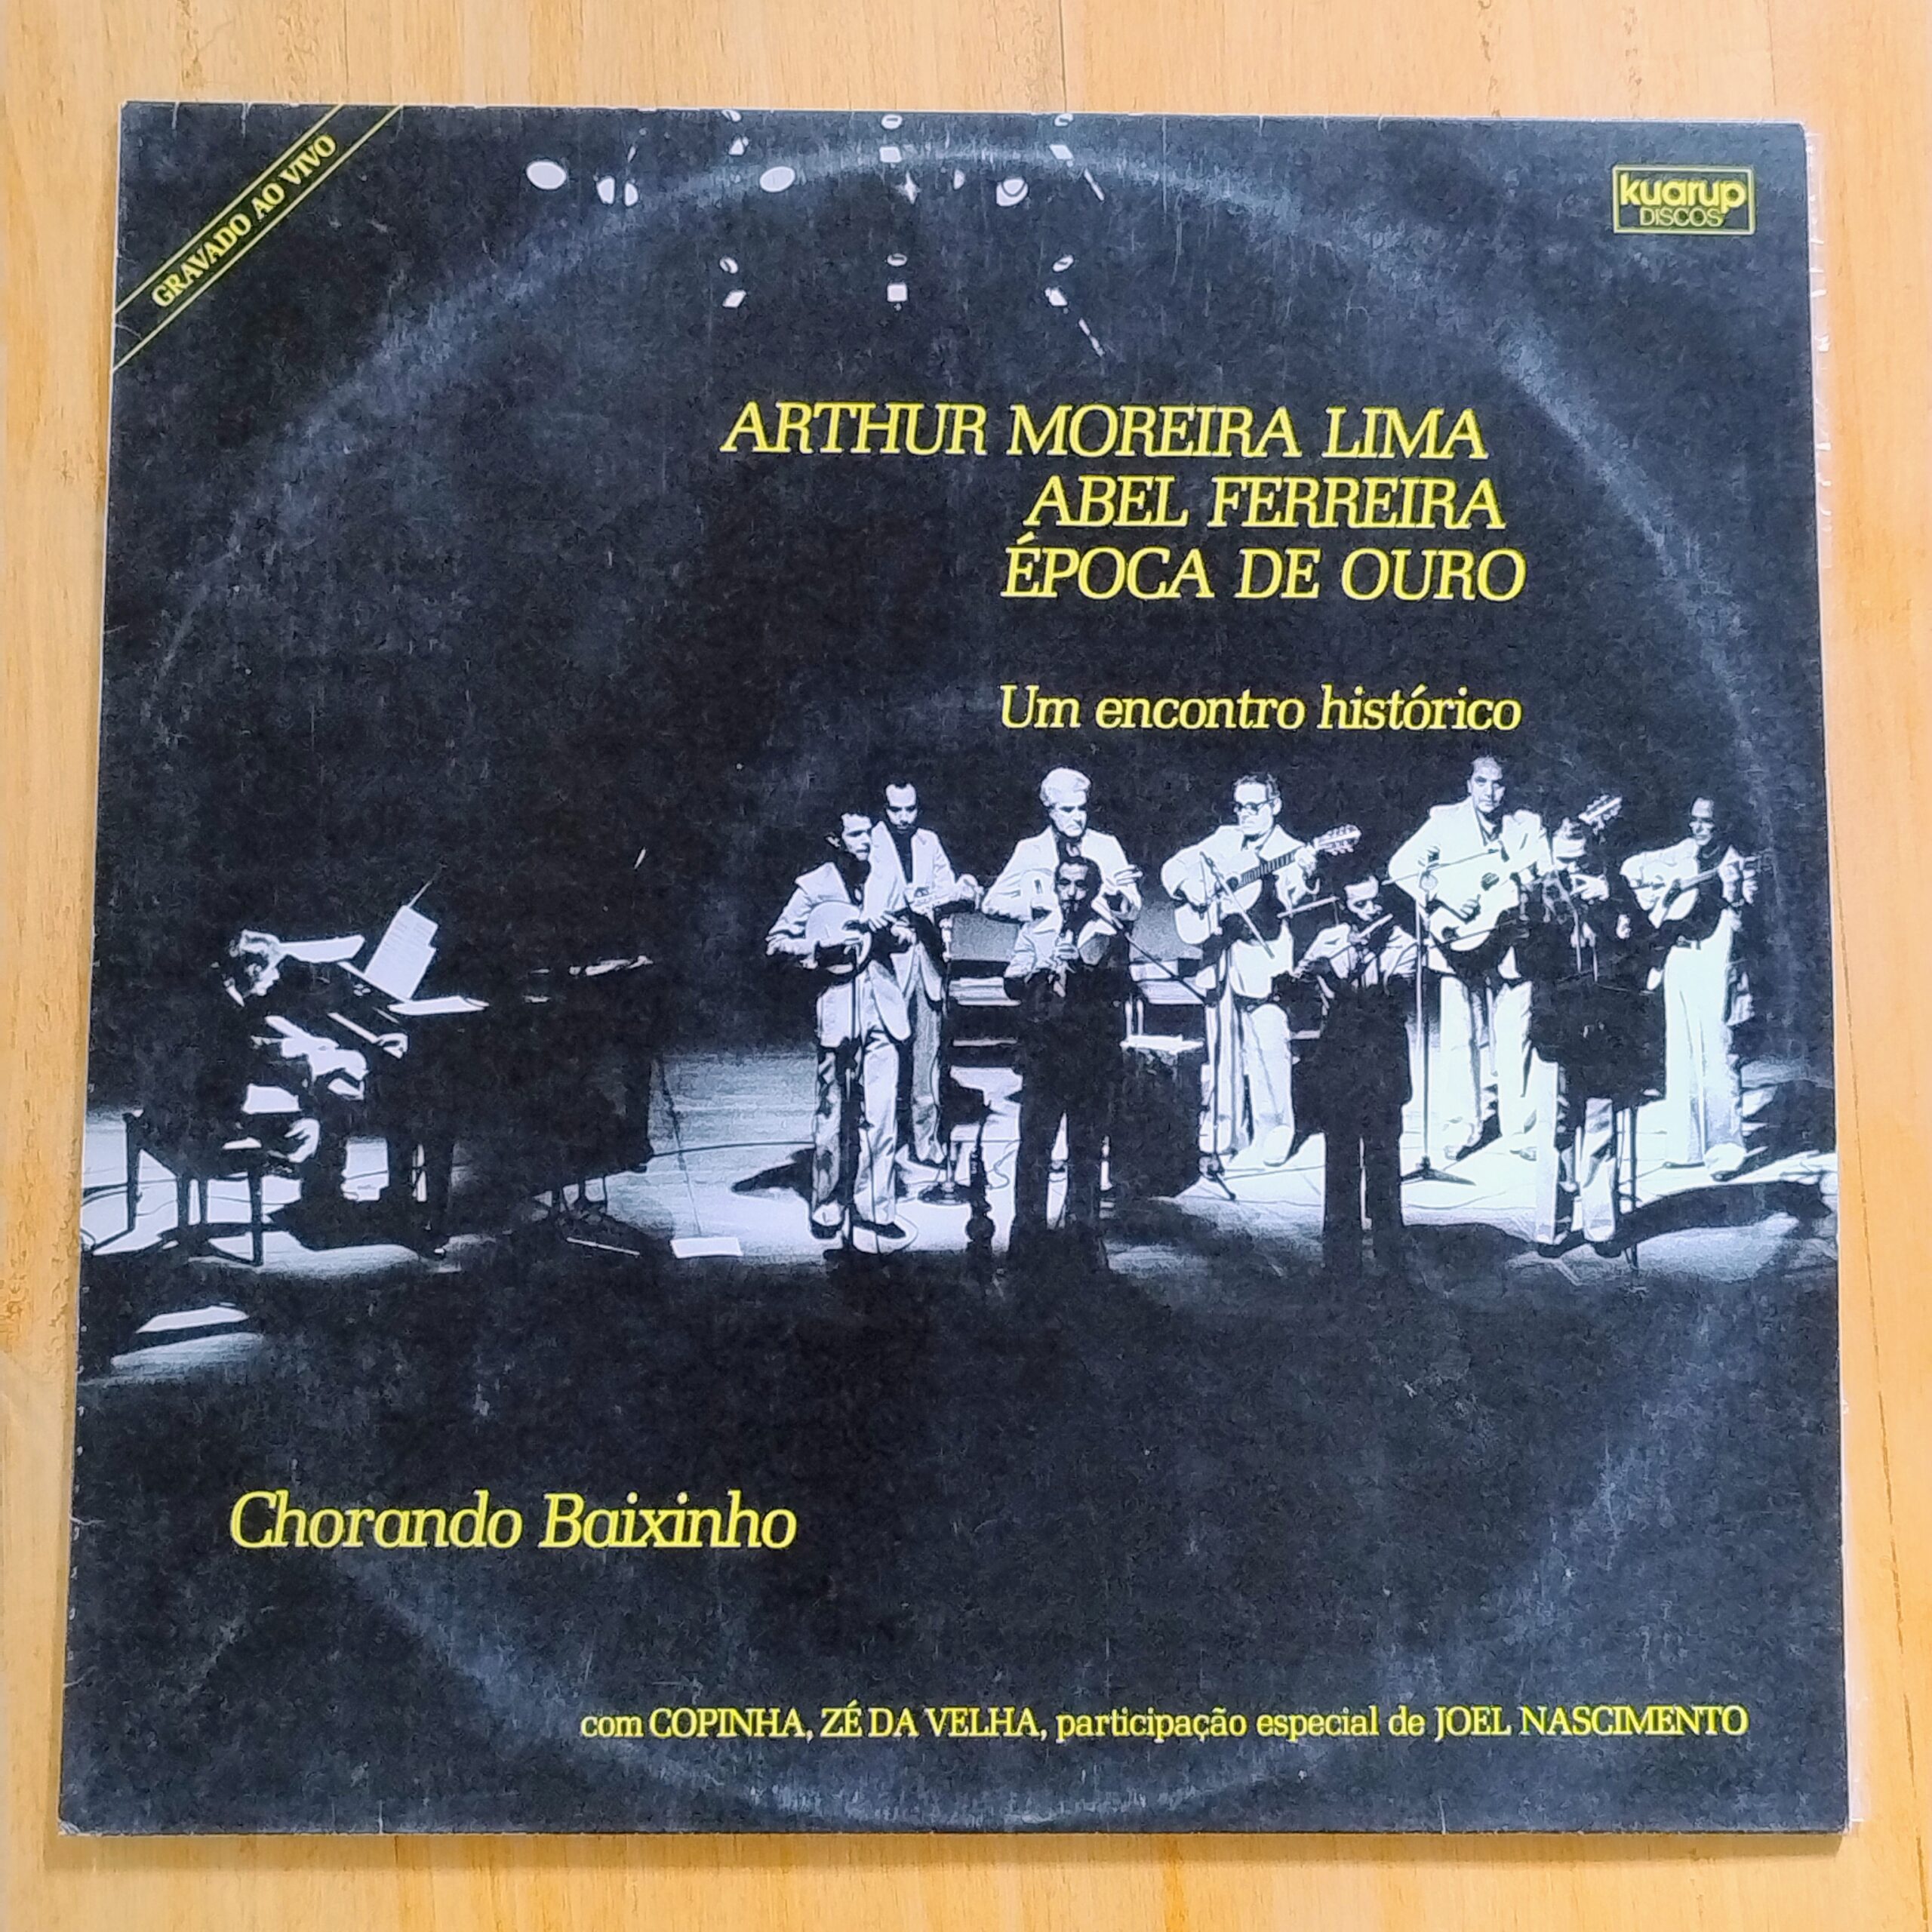 GRAVADO AO VIVO
kuarup
DISCOS
ARTHUR MOREIRA LIMA
ABEL FERREIRA
ÉPOCA DE OURO
Um encontro histórico
Chorando Baixinho
com COPINHA, ZÉ DA VELHA, participação especial de JOEL NASCIMENTO